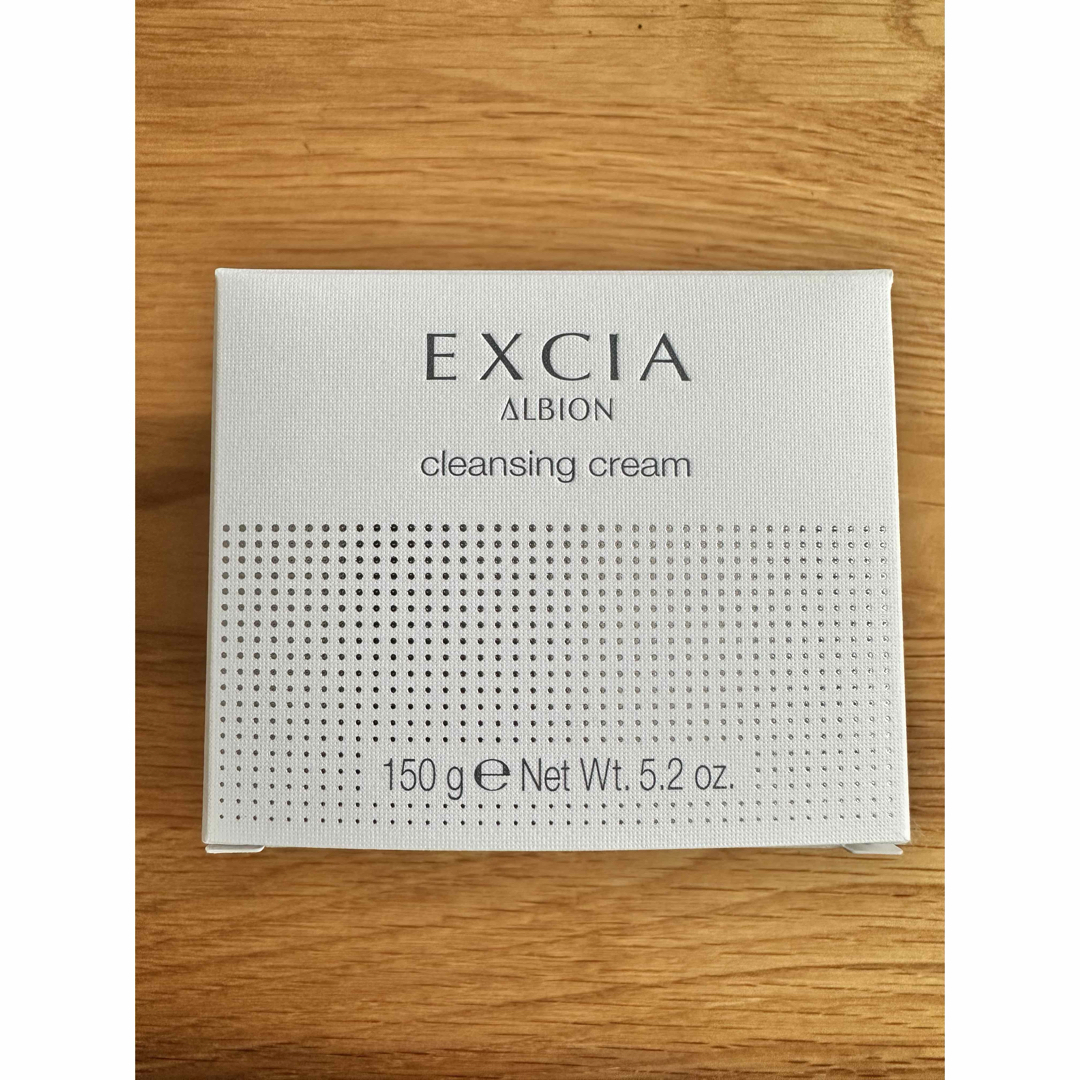 EXCIA
ALBION
cleansing cream
150 g ℮ Net Wt. 5.2 oz.